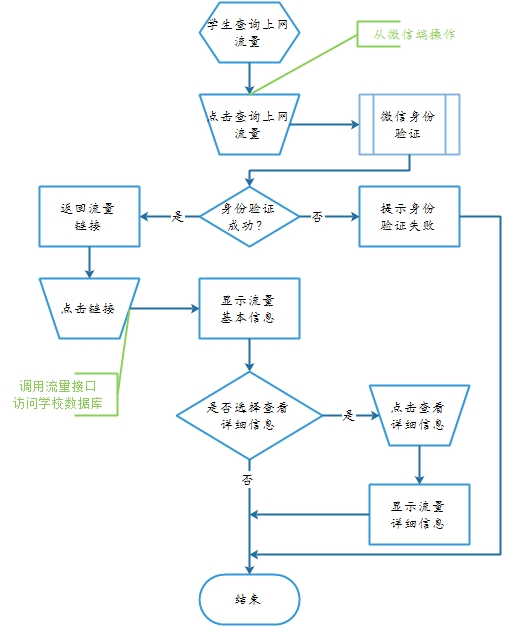 学生查询上网
流量
从微信端操作
点击查询上网
流量
微信身份
验证
返回流量
链接
是
身份验证
成功？
否
提示身份
验证失败
点击链接
显示流量
基本信息
调用流量接口
访问学校数据库
是否选择查看
详细信息
是
点击查看
详细信息
否
显示流量
详细信息
结束